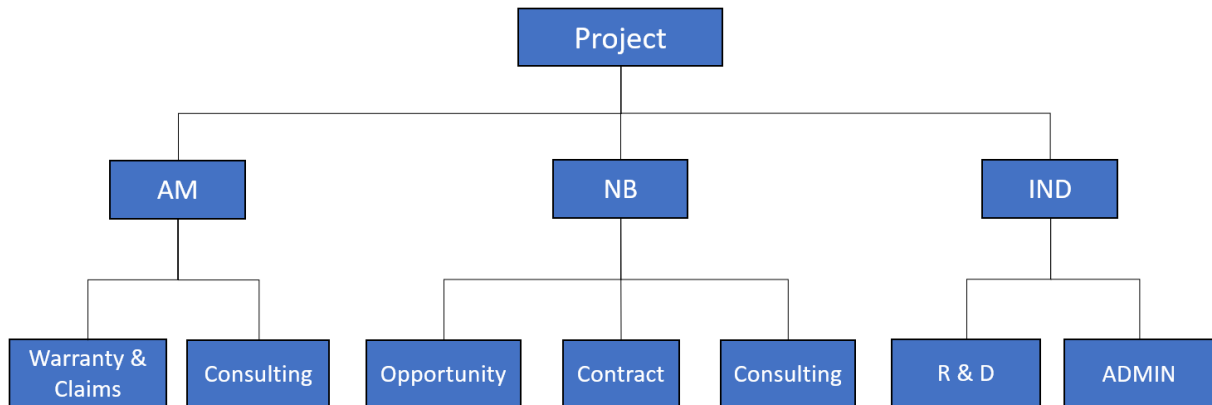 Project
AM
NB
IND
Warranty &
Claims
Consulting
Opportunity
Contract
Consulting
R & D
ADMIN